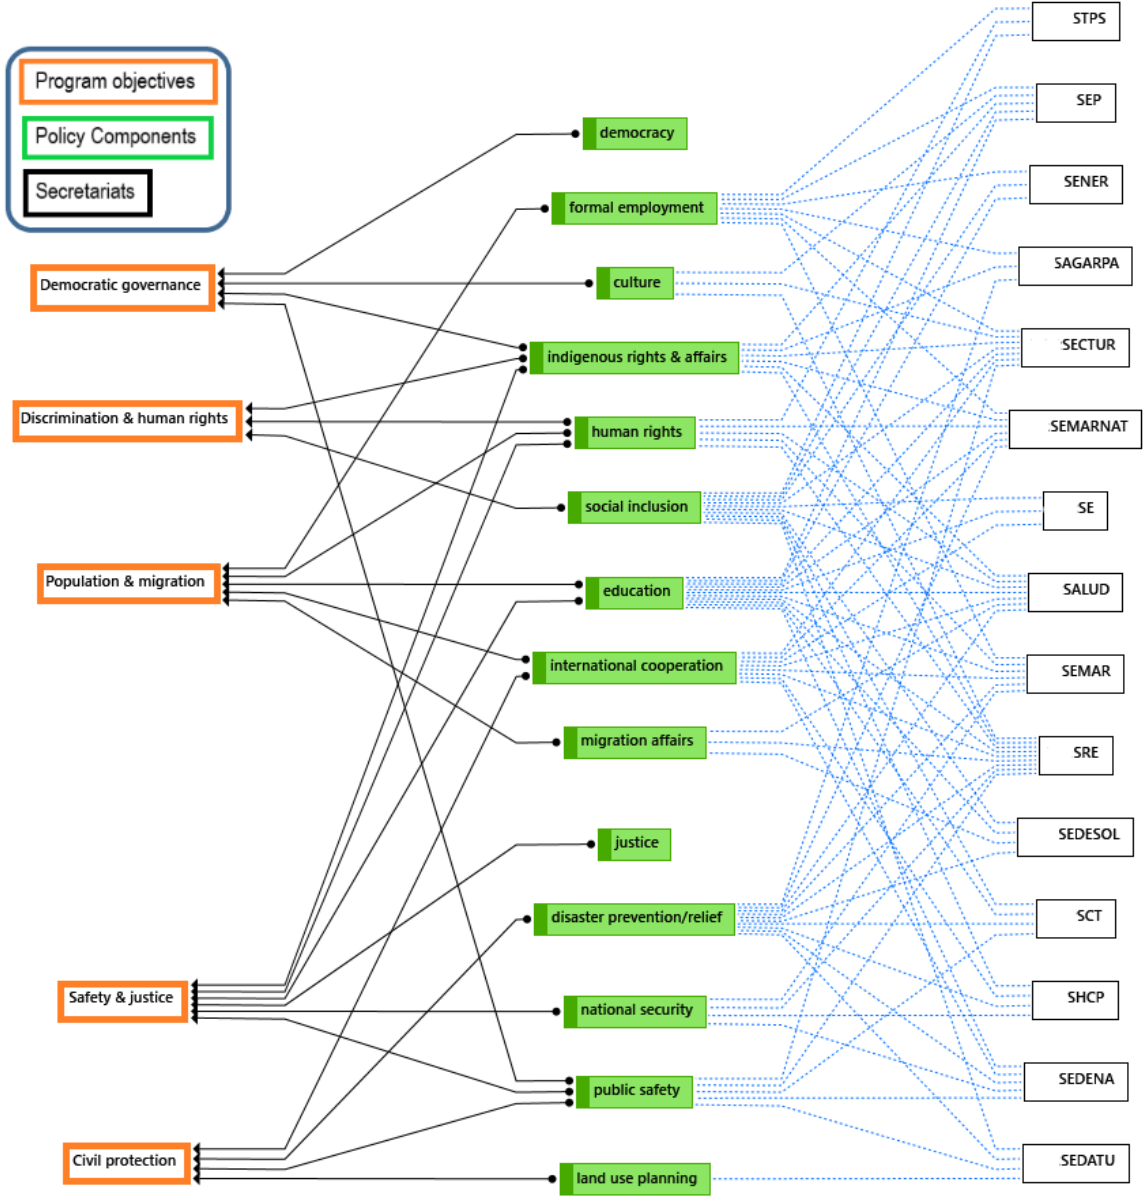 Program objectives
Policy Components
Secretariats
Democratic governance
Discrimination & human rights
Population & migration
Safety & justice
Civil protection
democracy
formal employment
culture
indigenous rights & affairs
human rights
social inclusion
education
international cooperation
migration affairs
justice
disaster prevention/relief
national security
public safety
land use planning
STPS
SEP
SENER
SAGARPA
SECTUR
SEMARNAT
SE
SALUD
SEMAR
SRE
SEDESOL
SCT
SHCP
SEDENA
SEDATU